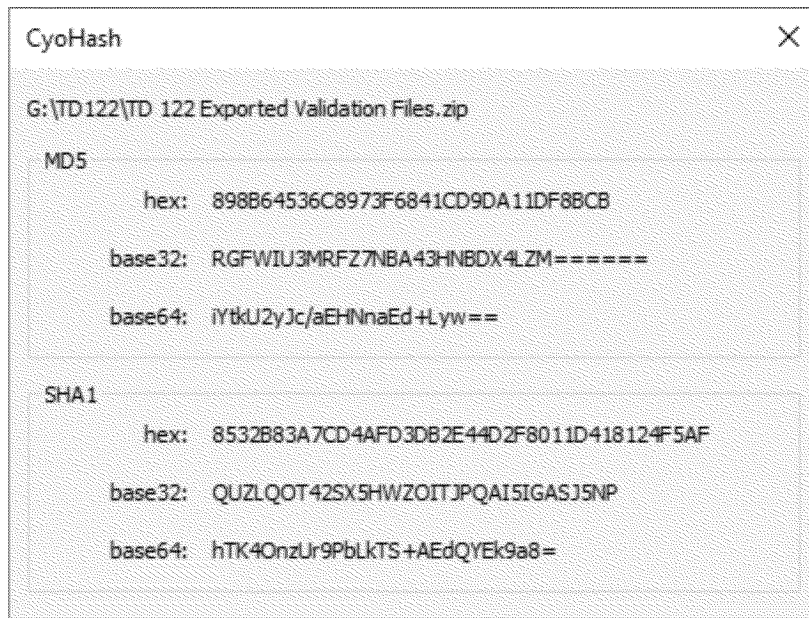 CyoHash
G:\TD122\TD 122 Exported Validation Files.zip
MD5
hex: 898B64536C8973F6841CD9DA11DF8BCB
base32: RGFWIU3MRFZ7NBA43HNBDX4LZM======
base64: iYtkU2yJc/aEHNnaEd+Lyw==
SHA1
hex: 8532B83A7CD4AFD3DB2E44D2F8011D418124F5AF
base32: QUZLQOT42SX5HWZOITJPQAI5IGASJ5NP
base64: hTK4OnzUr9PbLkTS+AEdQYEk9a8=